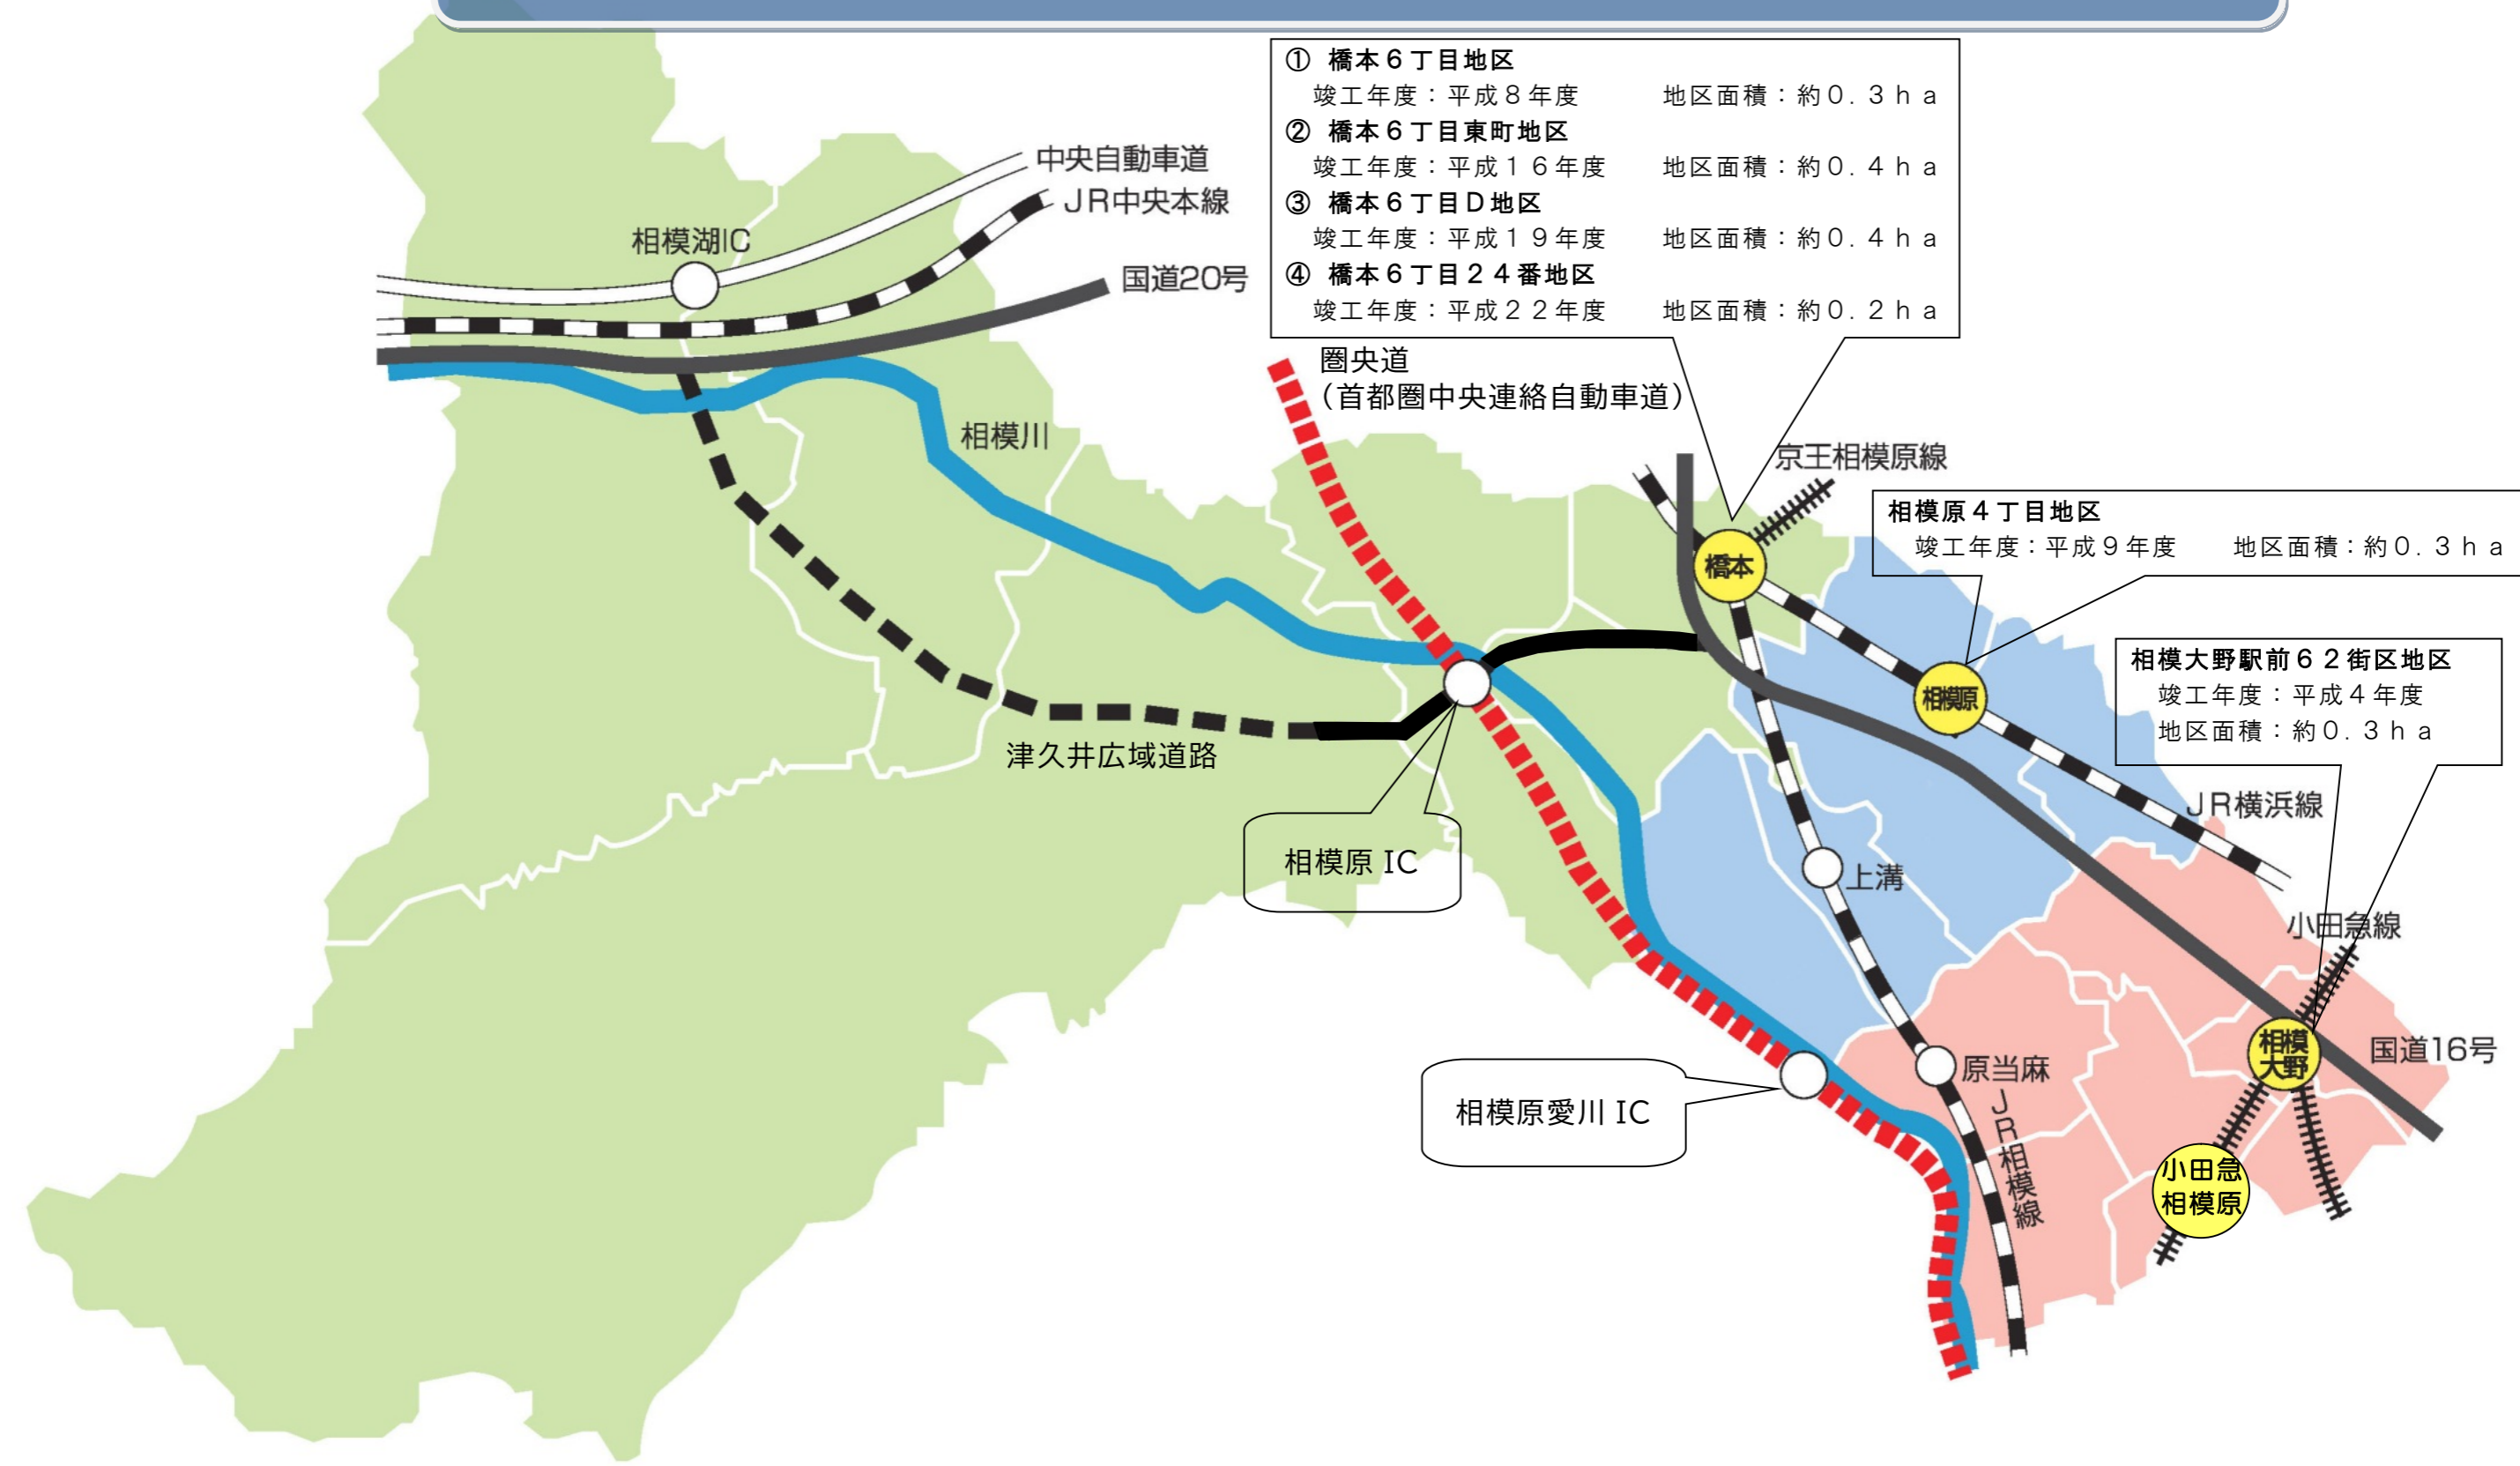 ① 橋本６丁目地区
竣工年度：平成８年度　　地区面積：約０．３ｈａ
② 橋本６丁目東町地区
竣工年度：平成１６年度　　地区面積：約０．４ｈａ
③ 橋本６丁目Ｄ地区
竣工年度：平成１９年度　　地区面積：約０．４ｈａ
④ 橋本６丁目２４番地区
竣工年度：平成２２年度　　地区面積：約０．２ｈａ
中央自動車道
JR中央本線
相模湖IC
国道20号
圏央道
（首都圏中央連絡自動車道）
相模川
京王相模原線
相模原４丁目地区
竣工年度：平成９年度　　地区面積：約０．３ｈａ
橋本
相模原
相模大野駅前６２街区地区
竣工年度：平成４年度
地区面積：約０．３ｈａ
津久井広域道路
JR横浜線
相模原 IC
上溝
小田急線
相模
大野
国道16号
原当麻
相模原愛川 IC
JR相模線
小田急
相模原